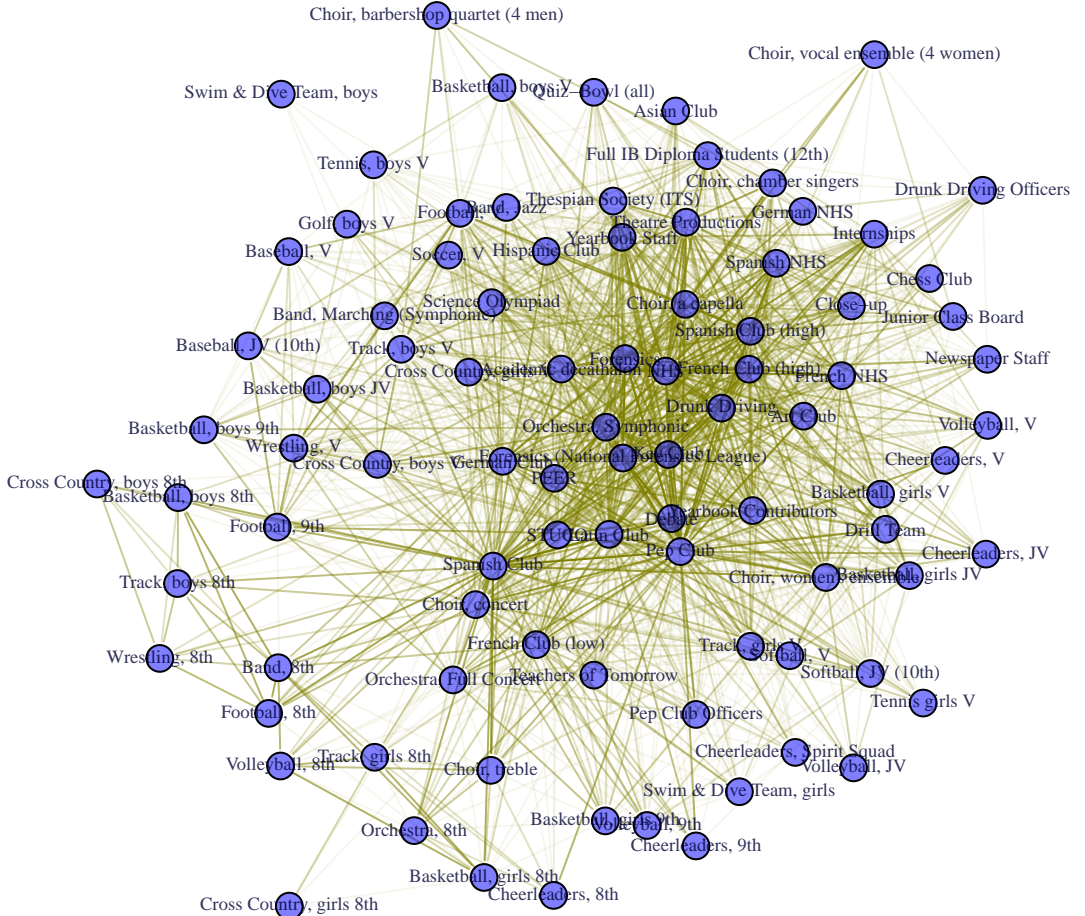 Choir, barbershop quartet (4 men)
Choir, vocal ensemble (4 women)
Swim & Dive Team, boys
Basketball, boys V
Quiz-Bowl (all)
Asian Club
Tennis, boys V
Full IB Diploma Students (12th)
Choir, chamber singers
Drunk Driving Officers
Thespian Society (ITS)
Football,
Band, Jazz
German NHS
Golf, boys V
Theatre Productions
Internships
Yearbook Staff
Baseball, V
Soccer, V
Hispanic Club
Spanish NHS
Chess Club
Science Olympiad
Choir, a capella
Close-up
Band, Marching (Symphonic)
Junior Class Board
Spanish Club (high)
Baseball, JV (10th)
Track, boys V
Forensics
Newspaper Staff
Cross Country, girls V
Academic decathalon
NHS
French Club (high)
French NHS
Basketball, boys JV
Drunk Driving
Art Club
Basketball, boys 9th
Orchestra, Symphonic
Volleyball, V
Wrestling, V
Cross Country, boys V
German Club
Forensics (National Forensics League)
Cheerleaders, V
PEER
Cross Country, boys 8th
Basketball, boys 8th
Basketball, girls V
Yearbook Contributors
Debate
Football, 9th
Drill Team
STUCO
Latin Club
Pep Club
Cheerleaders, JV
Spanish Club
Choir, women's ensemble
Basketball, girls JV
Track, boys 8th
Choir, concert
French Club (low)
Track, girls V
Softball, V
Wrestling, 8th
Band, 8th
Orchestra, Full Concert
Teachers of Tomorrow
Softball, JV (10th)
Tennis girls V
Football, 8th
Pep Club Officers
Cheerleaders, Spirit Squad
Volleyball, 8th
Track, girls 8th
Choir, treble
Volleyball, JV
Swim & Dive Team, girls
Basketball, girls 9th
Volleyball, 9th
Orchestra, 8th
Cheerleaders, 9th
Basketball, girls 8th
Cheerleaders, 8th
Cross Country, girls 8th